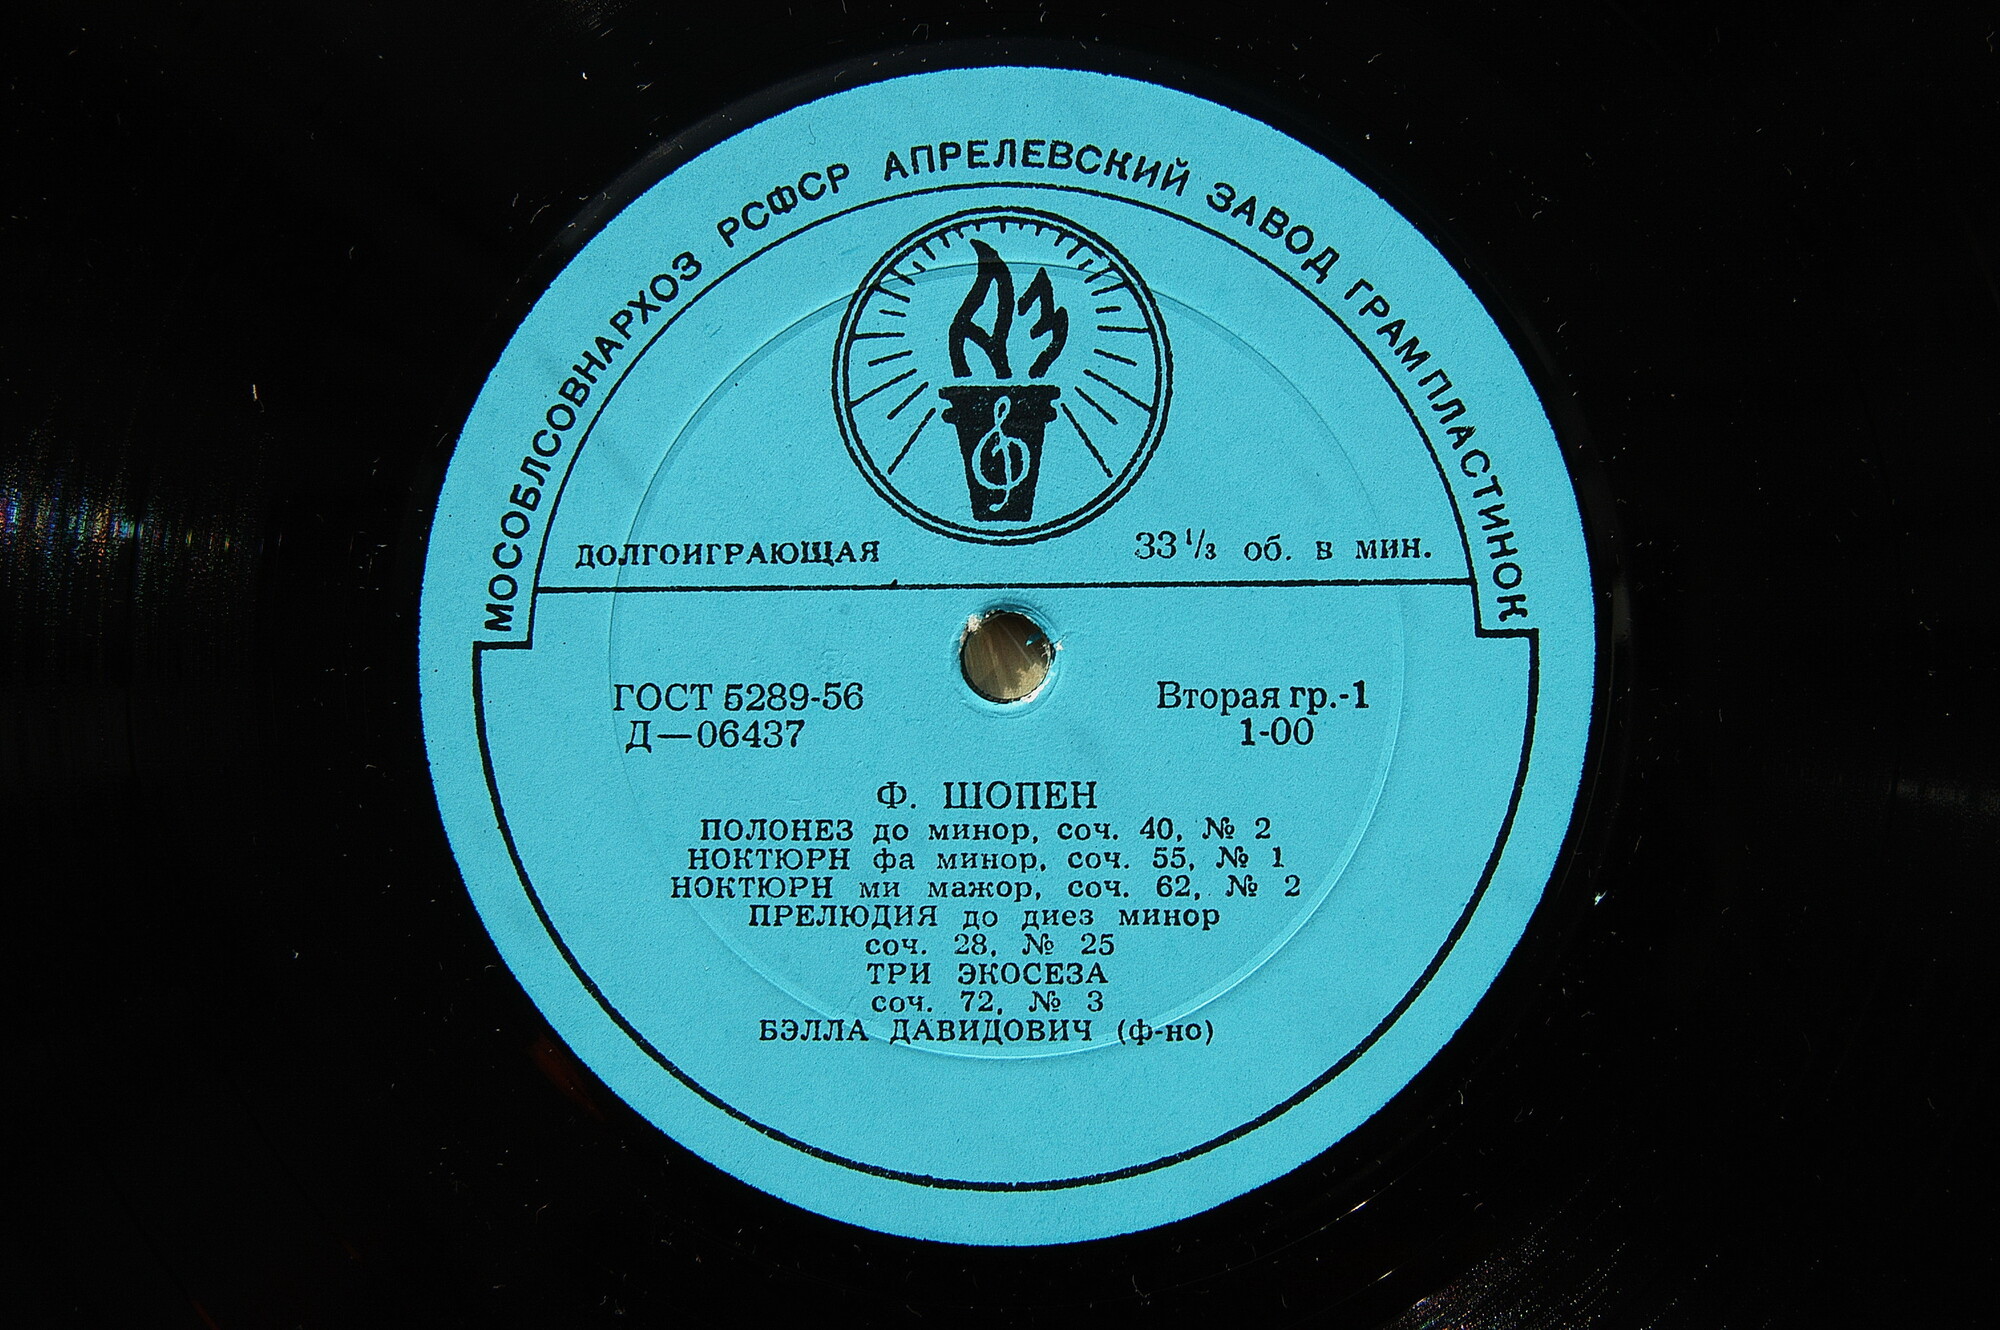 МОСОБЛСОВНАРХОЗ РСФСР АПРЕЛЕВСКИЙ ЗАВОД ГРАМПЛАСТИНОК
АЗ
ДОЛГОИГРАЮЩАЯ 33 1/3 об. в мин.
ГОСТ 5289-56 Вторая гр.-1
Д—06437 1-00
Ф. ШОПЕН
ПОЛОНЕЗ до минор, соч. 40, № 2
НОКТЮРН фа минор, соч. 55, № 1
НОКТЮРН ми мажор, соч. 62, № 2
ПРЕЛЮДИЯ до диез минор
соч. 28, № 25
ТРИ ЭКОСЕЗА
соч. 72, № 3
БЭЛЛА ДАВИДОВИЧ (ф-но)